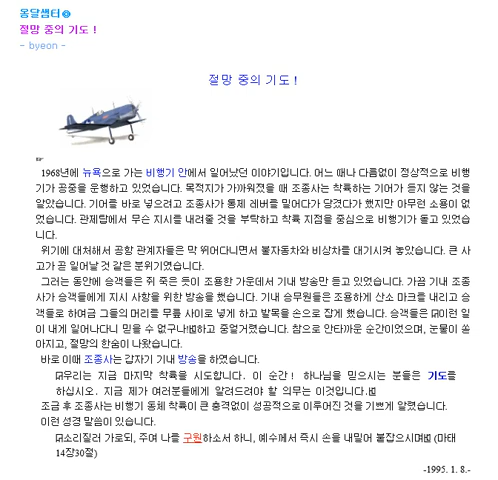 옹달샘터⑧
절망 중의 기도 !
- byeon -
절망 중의 기도 !
1968년에 뉴욕으로 가는 비행기 안에서 일어났던 이야기입니다. 어느 때나 다름없이 정상적으로 비행
기가 공중을 운행하고 있었습니다. 목적지가 가까워졌을 때 조종사는 착륙하는 기어가 듣지 않는 것을
알았습니다. 기어를 바로 넣으려고 조종사가 통제 레버를 밀어다가 당겼다가 했지만 아무런 소용이 없
었습니다. 관제탑에서 무슨 지시를 내려줄 것을 부탁하고 착륙 지점을 중심으로 비행기가 돌고 있었습
니다.
위기에 대처해서 공항 관계자들은 막 뛰어다니면서 불자동차와 비상차를 대기시켜 놓았습니다. 큰 사
고가 곧 일어날 것 같은 분위기였습니다.
그러는 동안에 승객들은 쥐 죽은 듯이 조용한 가운데서 기내 방송만 듣고 있었습니다. 가끔 기내 조종
사가 승객들에게 지시 사항을 위한 방송을 했습니다. 기내 승무원들은 조용하게 산소 마크를 내리고 승
객들로 하여금 그들의 머리를 무릎 사이로 넣게 하고 발목을 손으로 잡게 했습니다. 승객들은 이런 일
이 내게 일어나다니 믿을 수 없구나!하고 중얼거렸습니다. 참으로 안타까운 순간이었으며, 눈물이 쏟
아지고, 절망의 한숨이 나왔습니다.
바로 이때 조종사는 갑자기 기내 방송을 하였습니다.
우리는 지금 마지막 착륙을 시도합니다. 이 순간! 하나님을 믿으시는 분들은 기도를
하십시오. 지금 제가 여러분들에게 알려드려야 할 의무는 이것입니다.
조금 후 조종사는 비행기 동체 착륙이 큰 충격없이 성공적으로 이루어진 것을 기쁘게 알렸습니다.
이런 성경 말씀이 있습니다.
소리질러 가로되, 주여 나를 구원하소서 하니, 예수께서 즉시 손을 내밀어 붙잡으시며 (마태
14장30절)
-1995. 1. 8.-